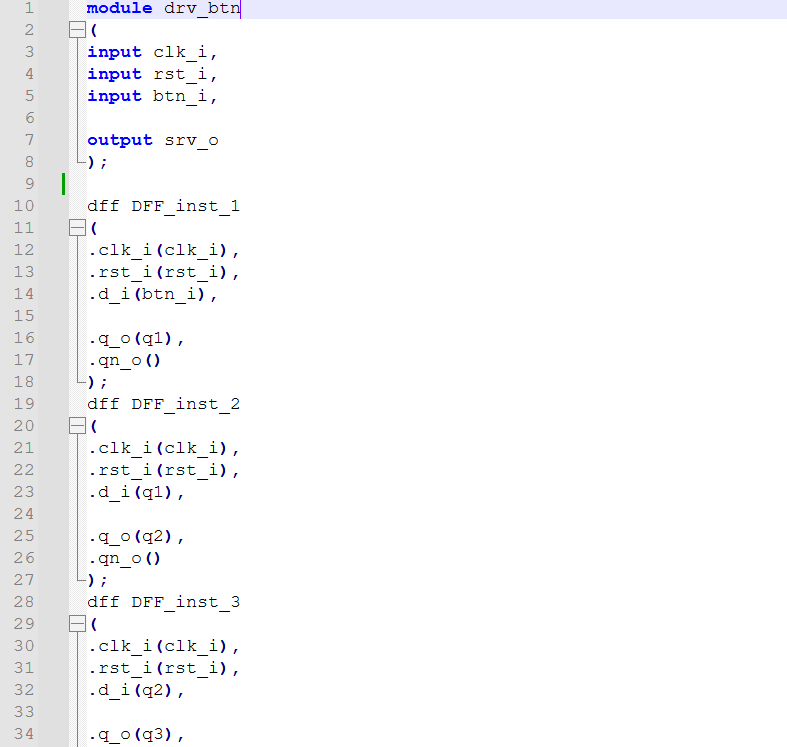 1 module drv_btn
2 (
3 input clk_i,
4 input rst_i,
5 input btn_i,
6
7 output srv_o
8 );
9
10 dff DFF_inst_1
11 (
12 .clk_i(clk_i),
13 .rst_i(rst_i),
14 .d_i(btn_i),
15
16 .q_o(q1),
17 .qn_o()
18 );
19 dff DFF_inst_2
20 (
21 .clk_i(clk_i),
22 .rst_i(rst_i),
23 .d_i(q1),
24
25 .q_o(q2),
26 .qn_o()
27 );
28 dff DFF_inst_3
29 (
30 .clk_i(clk_i),
31 .rst_i(rst_i),
32 .d_i(q2),
33
34 .q_o(q3),